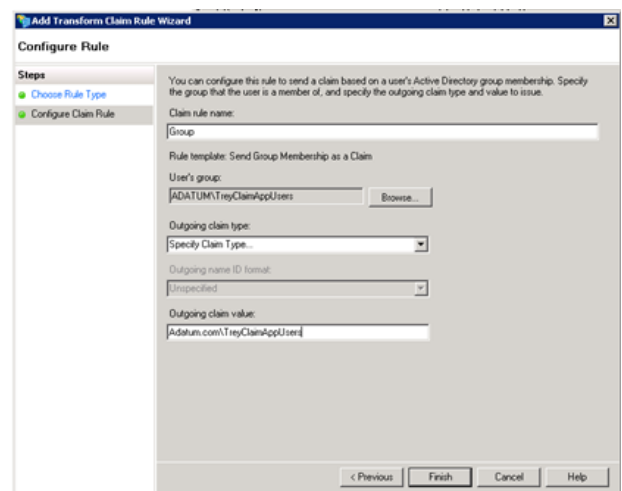 Add Transform Claim Rule Wizard
Configure Rule
Steps
Choose Rule Type
Configure Claim Rule
You can configure this rule to send a claim based on a user's Active Directory group membership. Specify
the group that the user is a member of, and specify the outgoing claim type and value to issue.
Claim rule name:
Group
Rule template: Send Group Membership as a Claim
User's group:
ADATUM\TreyClaimAppUsers
Browse...
Outgoing claim type:
Specify Claim Type...
Outgoing name ID format:
Unspecified
Outgoing claim value:
Adatum.com\TreyClaimAppUsers
< Previous
Finish
Cancel
Help